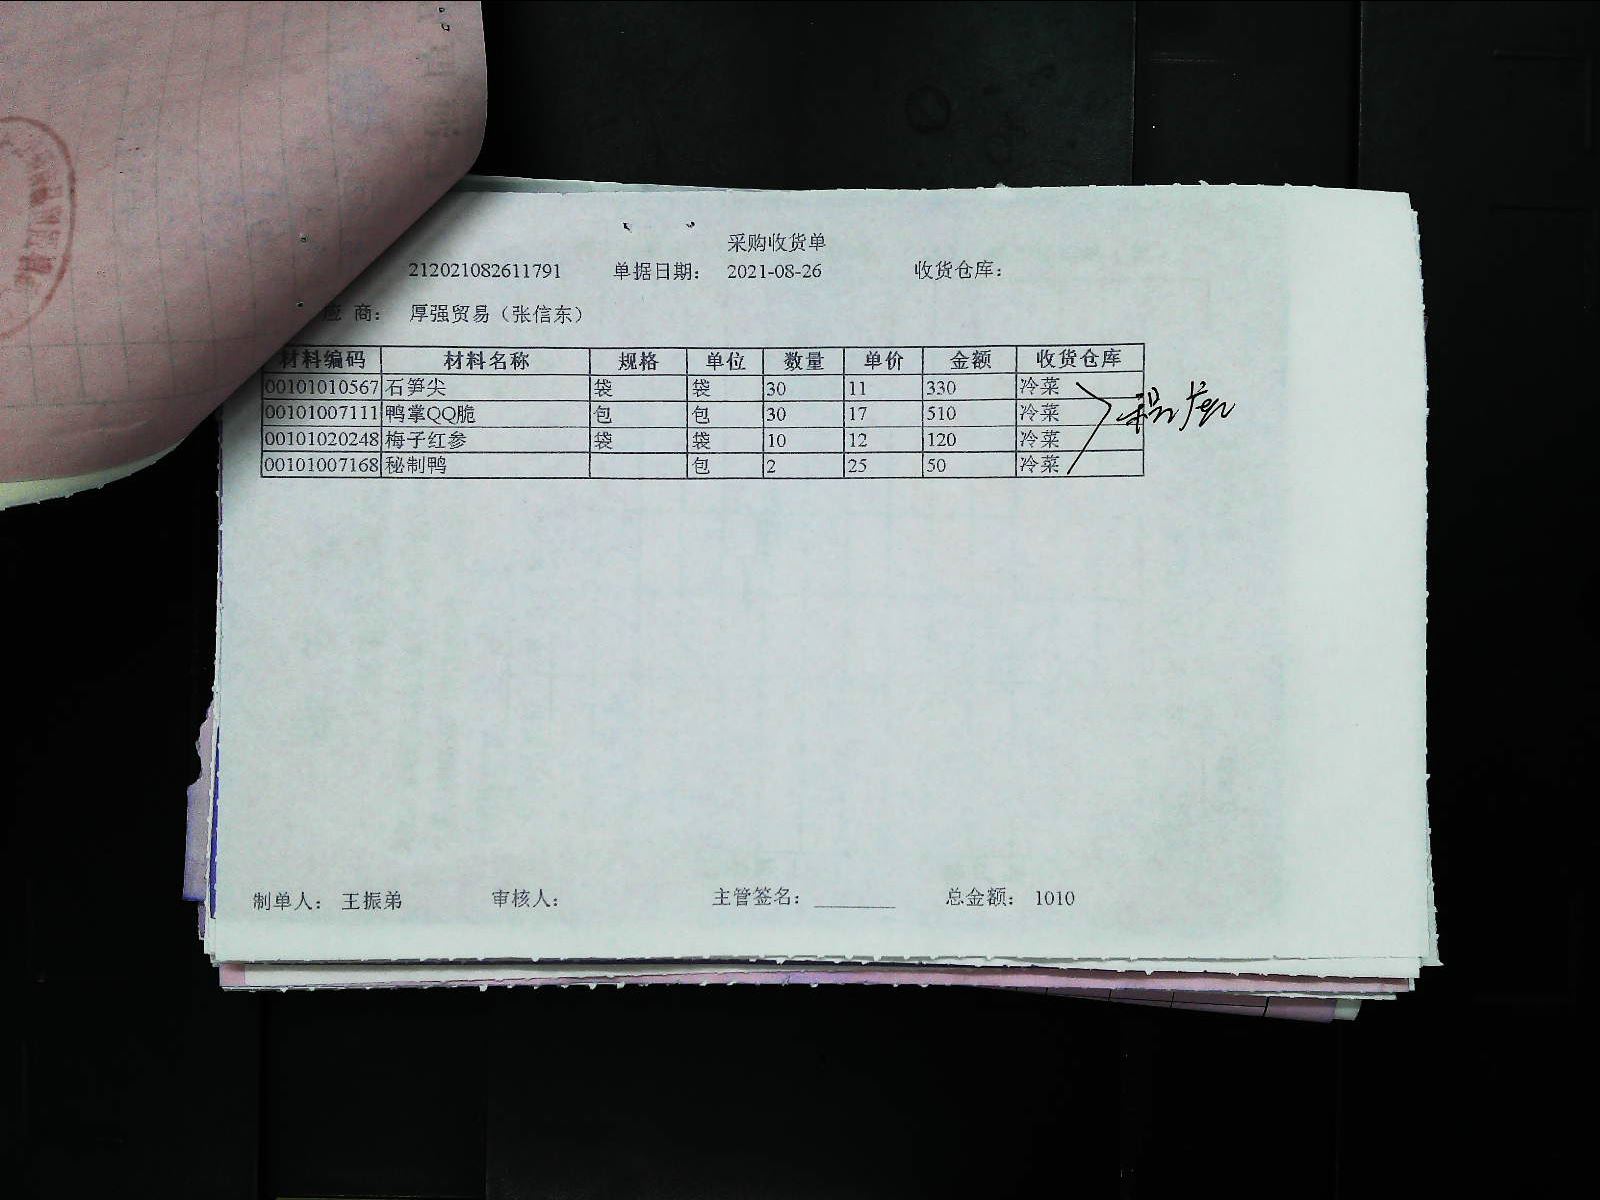 采购收货单
212021082611791 单据日期： 2021-08-26 收货仓库：
应 商： 厚强贸易（张信东）
材料编码 材料名称 规格 单位 数量 单价 金额 收货仓库
00101010567 石笋尖 袋 袋 30 11 330 冷菜
00101007111 鸭掌QQ脆 包 包 30 17 510 冷菜
00101020248 梅子红参 袋 袋 10 12 120 冷菜
00101007168 秘制鸭 包 2 25 50 冷菜
制单人： 王振弟 审核人： 主管签名： 总金额： 1010